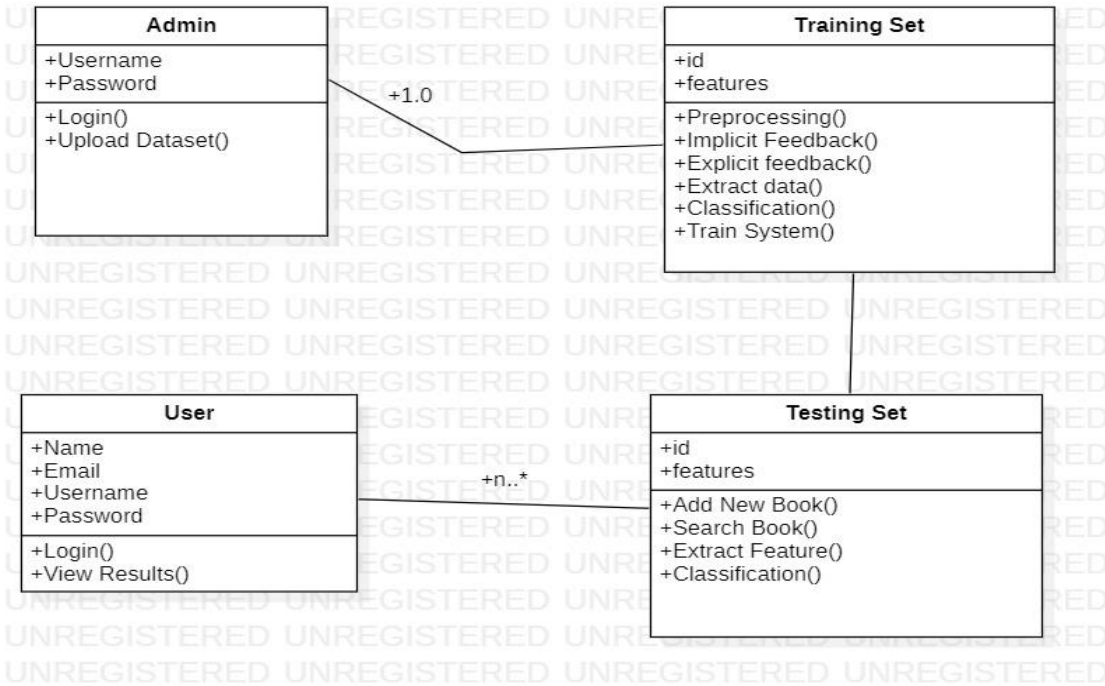 Admin
+Username
+Password
+Login()
+Upload Dataset()
+1.0
Training Set
+id
+features
+Preprocessing()
+Implicit Feedback()
+Explicit feedback()
+Extract data()
+Classification()
+Train System()
User
+Name
+Email
+Username
+Password
+Login()
+View Results()
+n..*
Testing Set
+id
+features
+Add New Book()
+Search Book()
+Extract Feature()
+Classification()
UNREGISTERED UNREGISTERED UNREGISTERED UNREGISTERED